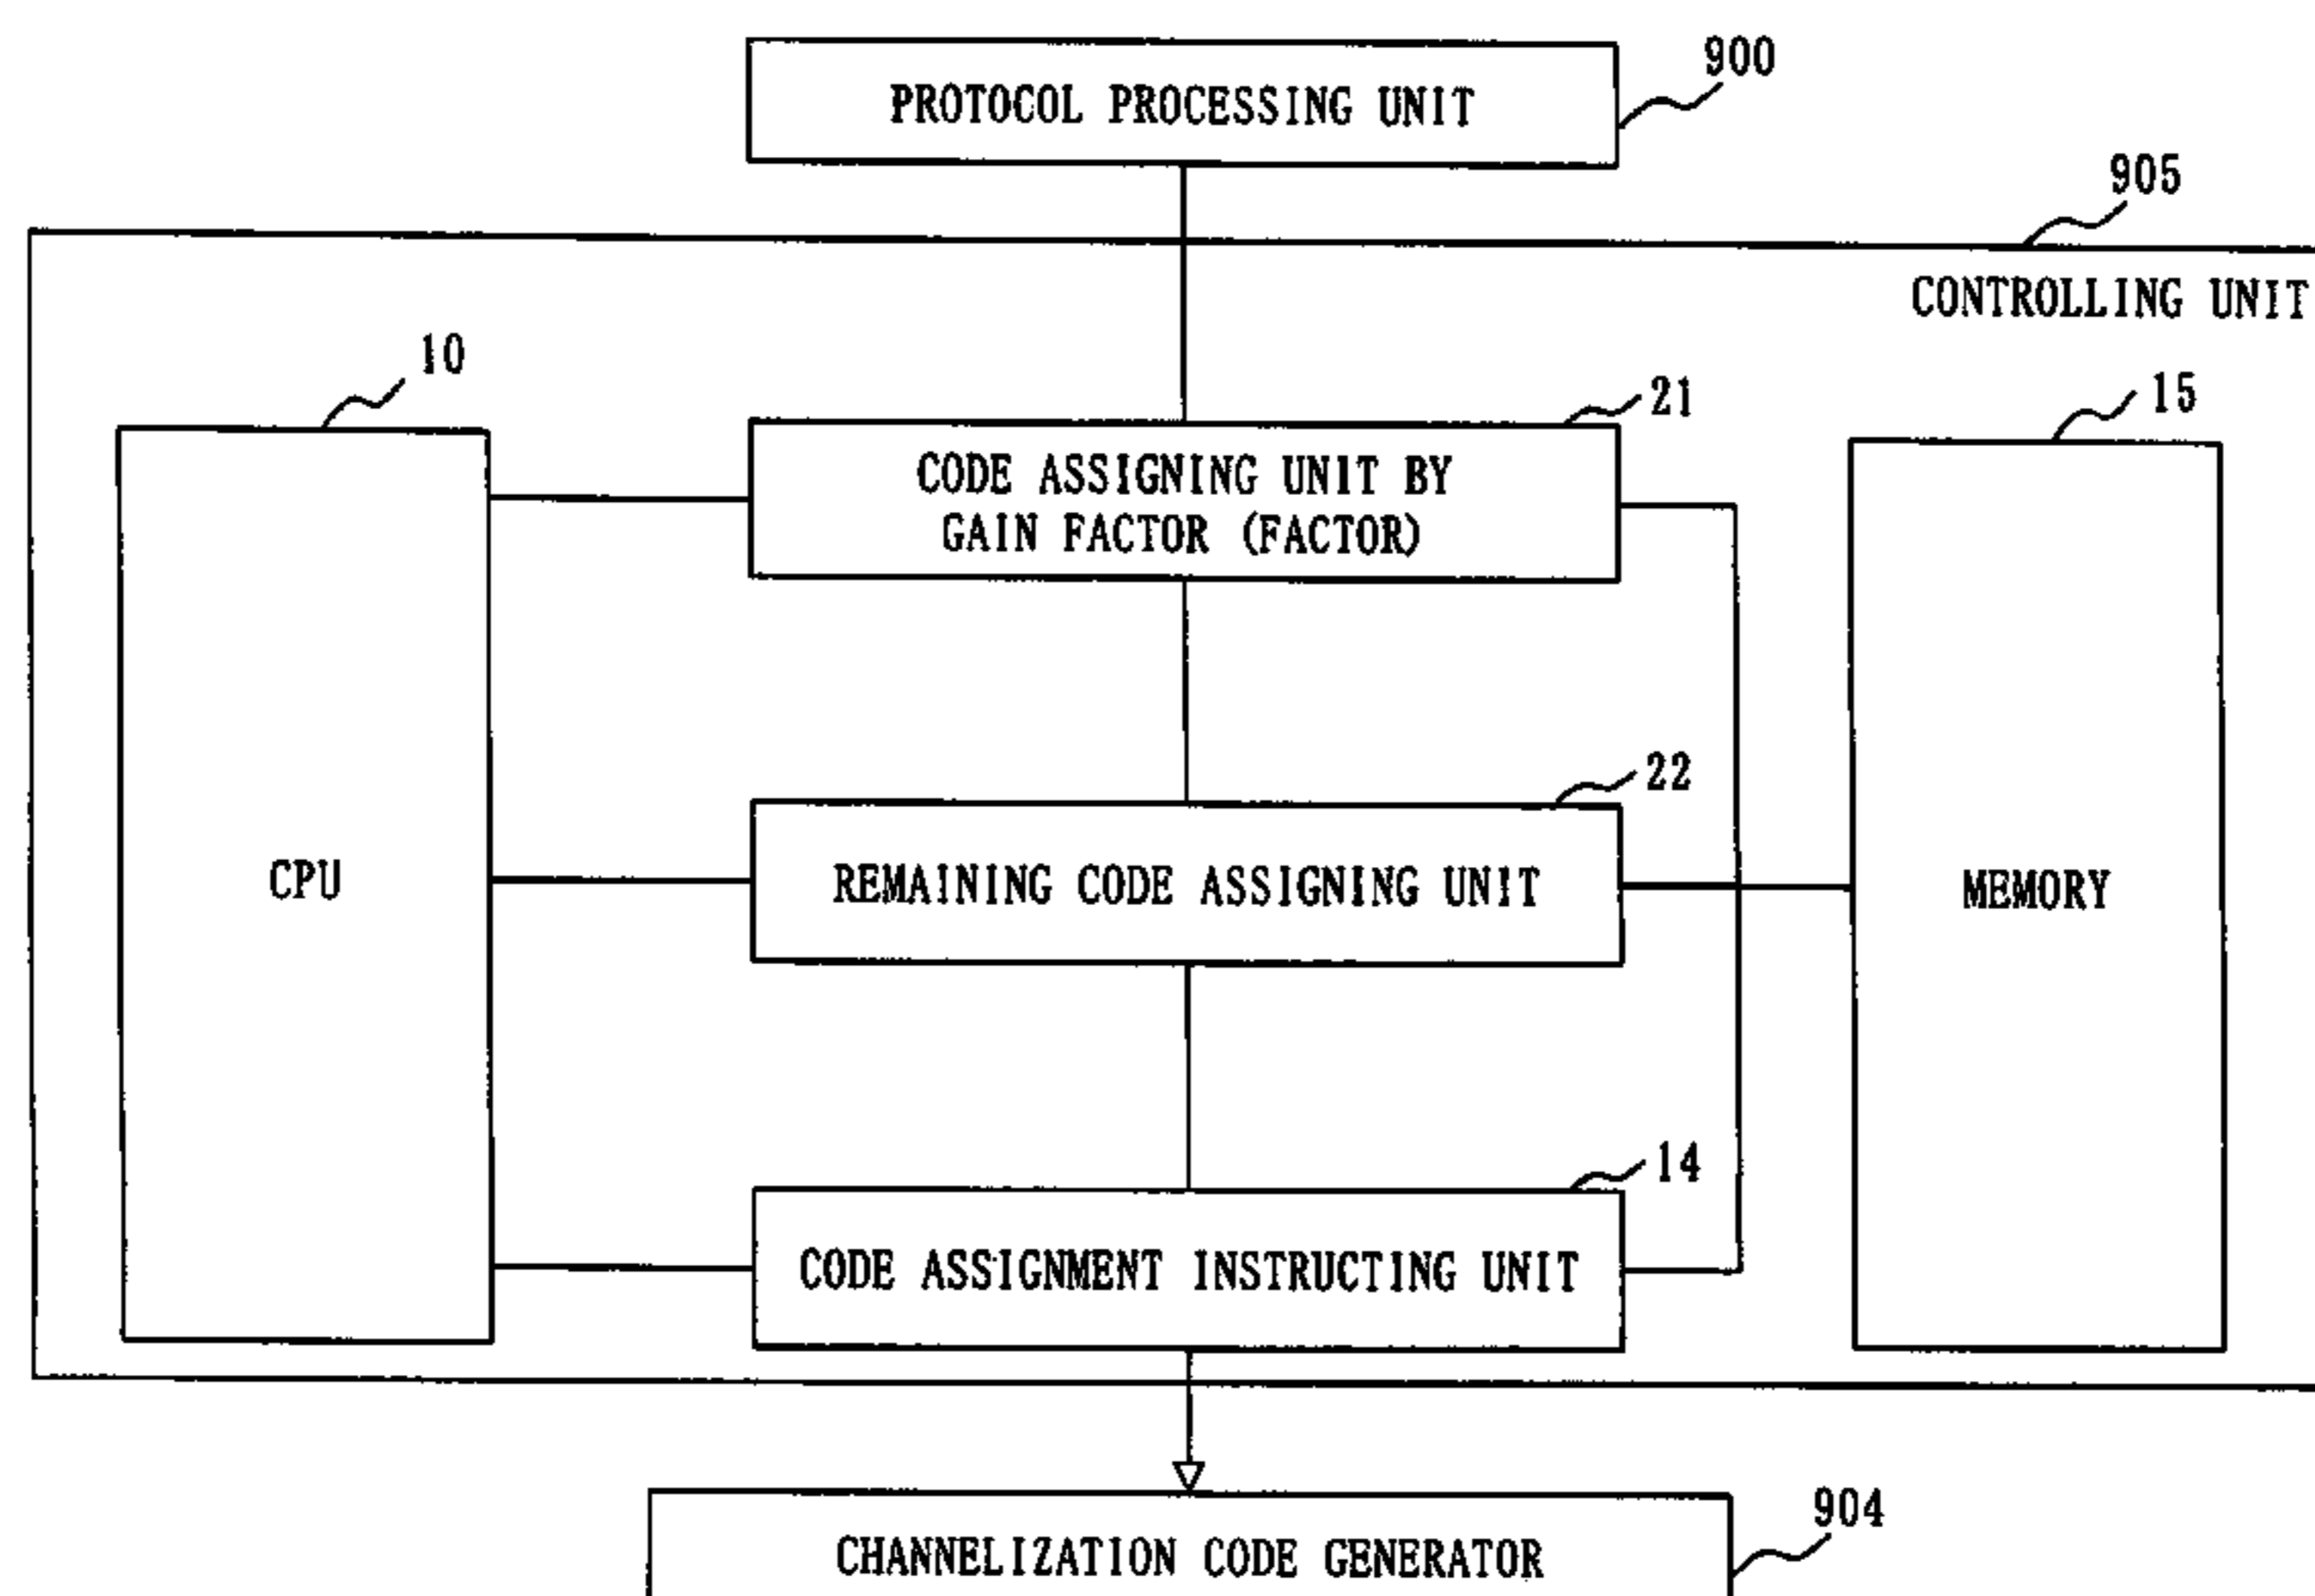 900
PROTOCOL PROCESSING UNIT
905
CONTROLLING UNIT
10
21
15
CODE ASSIGNING UNIT BY
GAIN FACTOR (FACTOR)
22
CPU
REMAINING CODE ASSIGNING UNIT
MEMORY
14
CODE ASSIGNMENT INSTRUCTING UNIT
904
CHANNELIZATION CODE GENERATOR